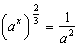 (a^x)^{2/3} = 1/a^2